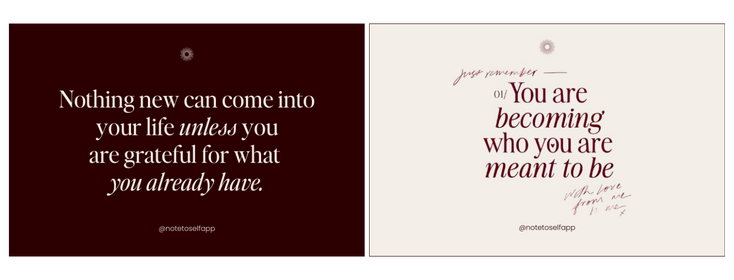 Nothing new can come into
your life unless you
are grateful for what
you already have.
@notetoselfapp
just remember —
01/ You are
becoming
who you are
meant to be
with love
from me
@notetoselfapp